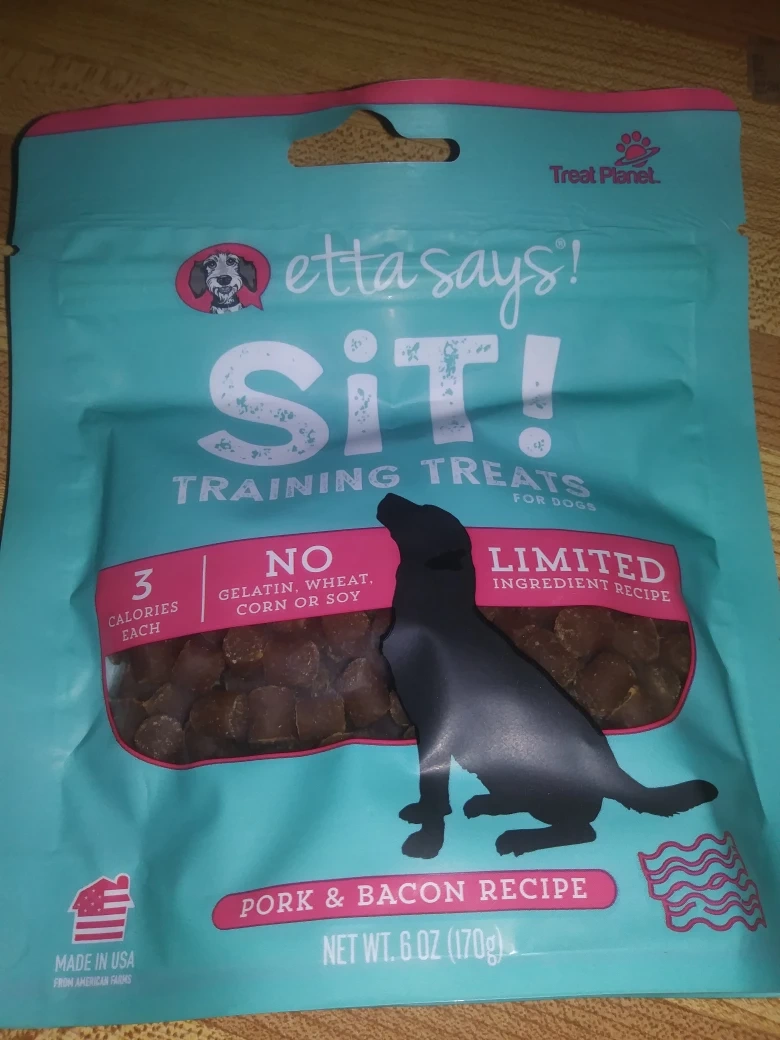 Treat Planet
etta says®!
SiT!
TRAINING TREATS
FOR DOGS
3
CALORIES
EACH
NO
GELATIN, WHEAT,
CORN OR SOY
LIMITED
INGREDIENT RECIPE
PORK & BACON RECIPE
NET WT. 6 OZ (170g)
MADE IN USA
FROM AMERICAN FARMS